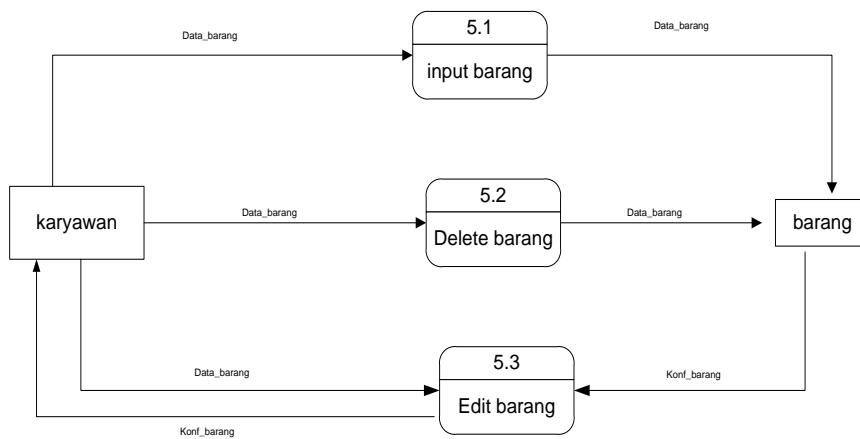 Data_barang
5.1
Data_barang
input barang
karyawan
Data_barang
5.2
Delete barang
Data_barang
barang
Data_barang
5.3
Edit barang
Konf_barang
Konf_barang